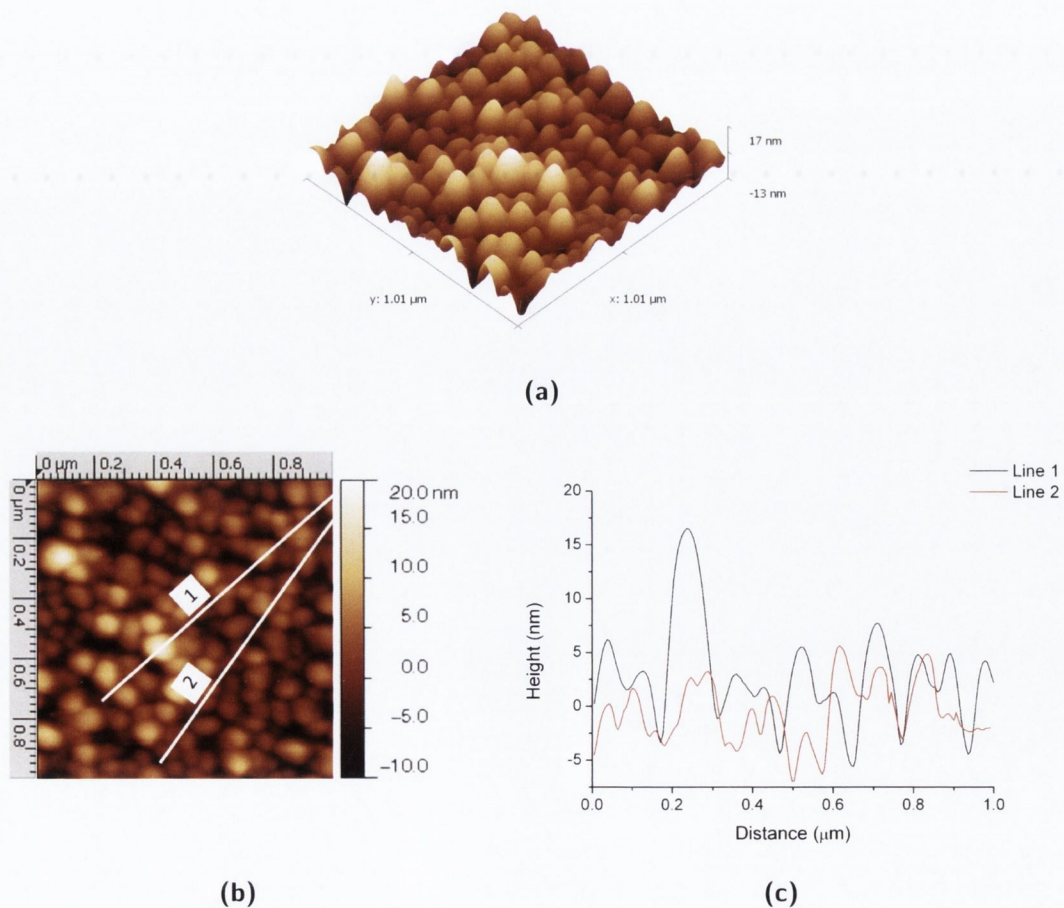 17 nm
-13 nm
y: 1.01 µm
x: 1.01 µm
(a)
0 µm 0.2 0.4 0.6 0.8
0 µm
0.2
0.4
0.6
0.8
1
2
20.0 nm
15.0
10.0
5.0
0.0
−5.0
−10.0
(b)
Line 1
Line 2
20
15
10
5
0
-5
Height (nm)
0.0 0.2 0.4 0.6 0.8 1.0
Distance (µm)
(c)